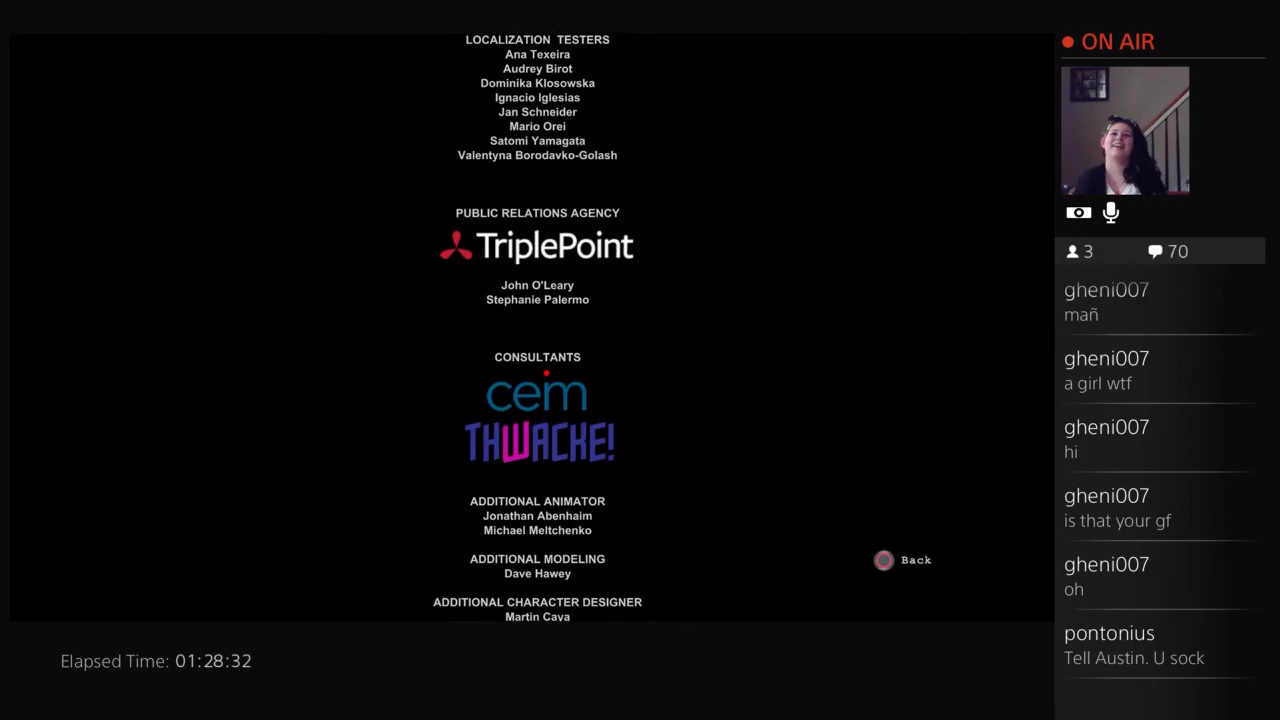 LOCALIZATION TESTERS
Ana Texeira
Audrey Birot
Dominika Klosowska
Ignacio Iglesias
Jan Schneider
Mario Orei
Satomi Yamagata
Valentyna Borodavko-Golash
PUBLIC RELATIONS AGENCY
TriplePoint
John O'Leary
Stephanie Palermo
CONSULTANTS
cem
THWACKE!
ADDITIONAL ANIMATOR
Jonathan Abenhaim
Michael Meltchenko
ADDITIONAL MODELING
Dave Hawey
ADDITIONAL CHARACTER DESIGNER
Martin Caya
Back
Elapsed Time: 01:28:32
ON AIR
3 70
gheni007
mañ
gheni007
a girl wtf
gheni007
hi
gheni007
is that your gf
gheni007
oh
pontonius
Tell Austin. U sock